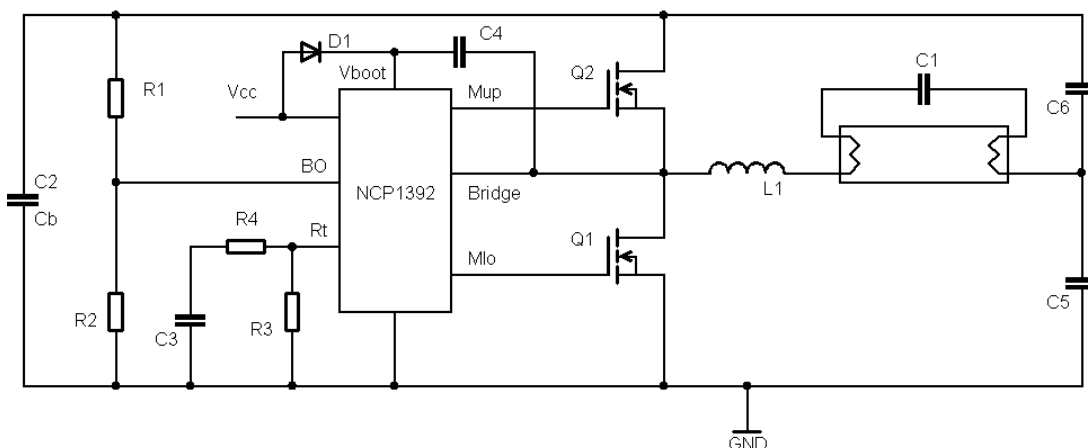 D1
C4
Vboot
Q2
C1
R1
Vcc
Mup
C6
BO
C2
NCP1392
Bridge
L1
Cb
R4
Rt
Q1
Mlo
R2
C3
R3
C5
GND